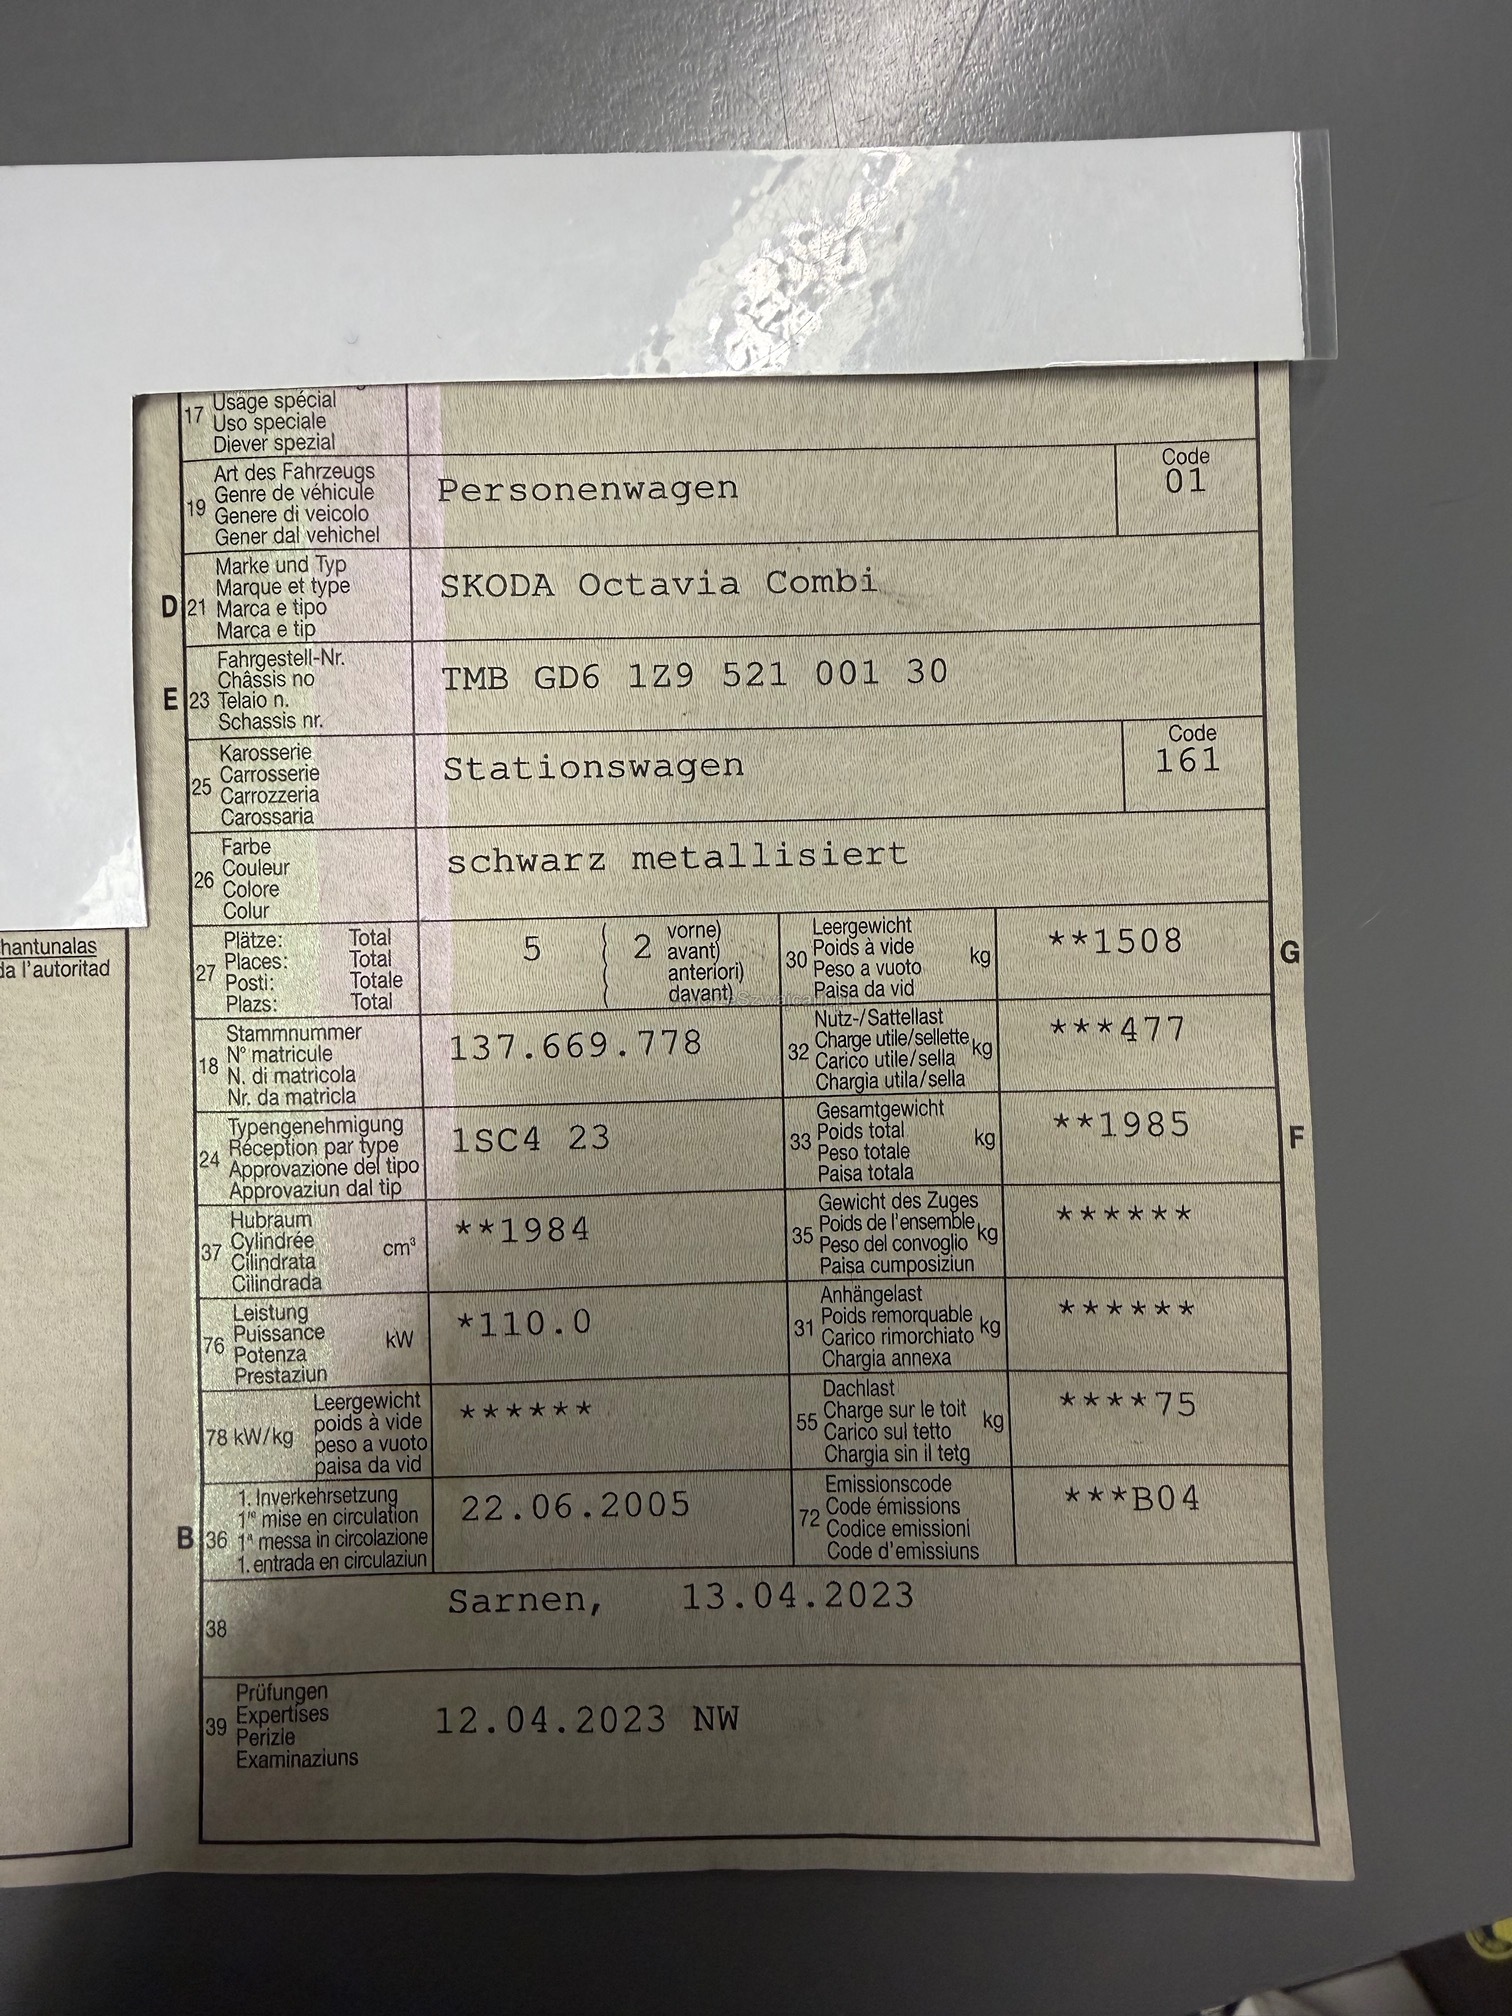 Usage spécial
17 Uso speciale
Diever spezial
Art des Fahrzeugs
Genre de véhicule
19 Genere di veicolo
Gener dal vehichel
Personenwagen
Code
01
Marke und Typ
Marque et type
D 21 Marca e tipo
Marca e tip
SKODA Octavia Combi
Fahrgestell-Nr.
Châssis no
E 23 Telaio n.
Schassis nr.
TMB GD6 1Z9 521 001 30
Karosserie
Carrosserie
25 Carrozzeria
Carossaria
Stationswagen
Code
161
Farbe
Couleur
26 Colore
Colur
schwarz metallisiert
hantunalas
da l'autoritad
Plätze: Total
27 Places: Total
Posti: Totale
Plazs: Total
5 ( 2 vorne)
( avant)
( anteriori)
( davant)
Leergewicht
30 Poids à vide kg
Peso a vuoto
Paisa da vid
**1508
G
Stammnummer
18 N° matricule
N. di matricola
Nr. da matricla
137.669.778
Nutz-/Sattellast
32 Charge utile/sellette kg
Carico utile/sella
Chargia utila/sella
***477
Typengenehmigung
24 Réception par type
Approvazione del tipo
Approvaziun dal tip
1SC4 23
Gesamtgewicht
33 Poids total kg
Peso totale
Paisa totala
**1985
F
Hubraum
37 Cylindrée cm³
Cilindrata
Cilindrada
**1984
Gewicht des Zuges
35 Poids de l'ensemble kg
Peso del convoglio
Paisa cumposiziun
******
Leistung
76 Puissance kW
Potenza
Prestaziun
*110.0
Anhängelast
31 Poids remorquable kg
Carico rimorchiato
Chargia annexa
******
Leergewicht
78 kW/kg poids à vide
peso a vuoto
paisa da vid
******
Dachlast
55 Charge sur le toit kg
Carico sul tetto
Chargia sin il tetg
****75
1. Inverkehrsetzung
1re mise en circulation
B 36 1a messa in circolazione
1. entrada en circulaziun
22.06.2005
Emissionscode
72 Code émissions
Codice emissioni
Code d'emissiuns
***B04
38
Sarnen, 13.04.2023
Prüfungen
39 Expertises
Perizie
Examinaziuns
12.04.2023 NW